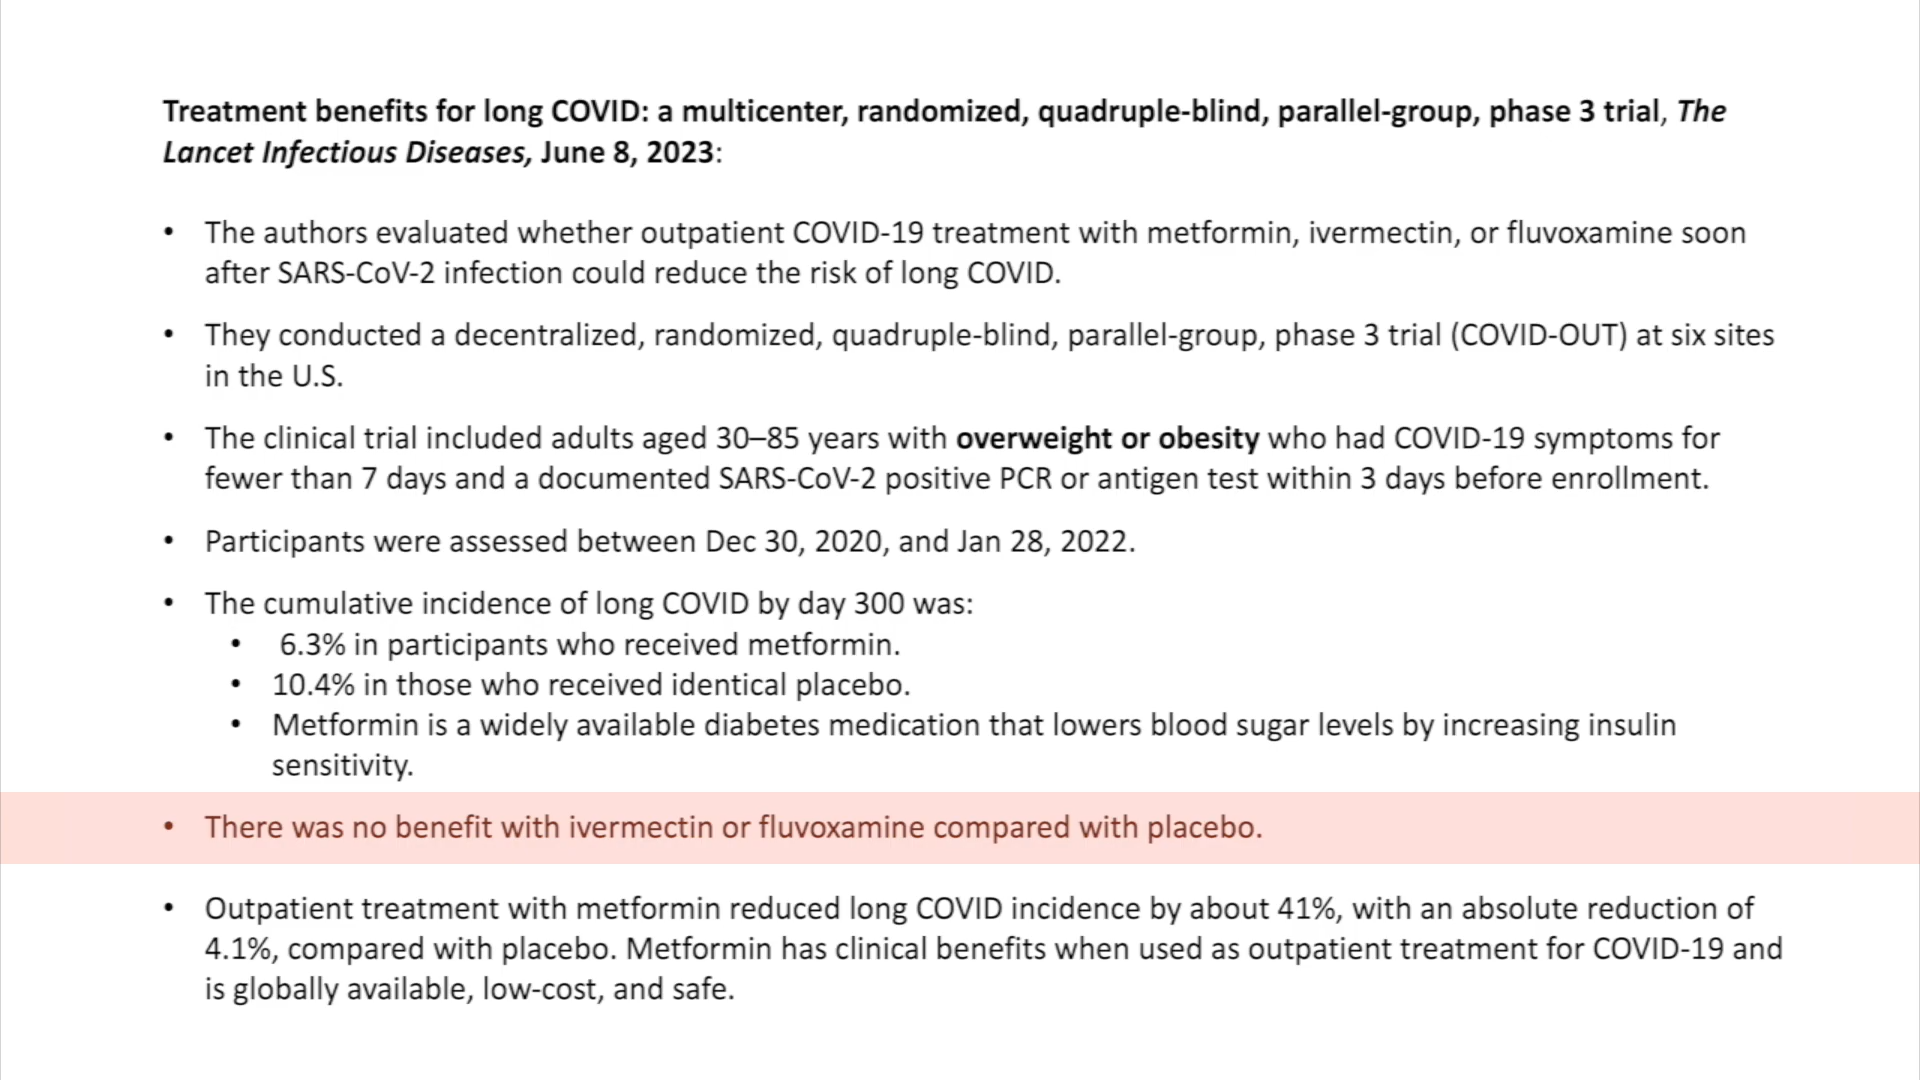 Treatment benefits for long COVID: a multicenter, randomized, quadruple-blind, parallel-group, phase 3 trial, The
Lancet Infectious Diseases, June 8, 2023:
• The authors evaluated whether outpatient COVID-19 treatment with metformin, ivermectin, or fluvoxamine soon
after SARS-CoV-2 infection could reduce the risk of long COVID.
• They conducted a decentralized, randomized, quadruple-blind, parallel-group, phase 3 trial (COVID-OUT) at six sites
in the U.S.
• The clinical trial included adults aged 30–85 years with overweight or obesity who had COVID-19 symptoms for
fewer than 7 days and a documented SARS-CoV-2 positive PCR or antigen test within 3 days before enrollment.
• Participants were assessed between Dec 30, 2020, and Jan 28, 2022.
• The cumulative incidence of long COVID by day 300 was:
• 6.3% in participants who received metformin.
• 10.4% in those who received identical placebo.
• Metformin is a widely available diabetes medication that lowers blood sugar levels by increasing insulin
sensitivity.
• There was no benefit with ivermectin or fluvoxamine compared with placebo.
• Outpatient treatment with metformin reduced long COVID incidence by about 41%, with an absolute reduction of
4.1%, compared with placebo. Metformin has clinical benefits when used as outpatient treatment for COVID-19 and
is globally available, low-cost, and safe.